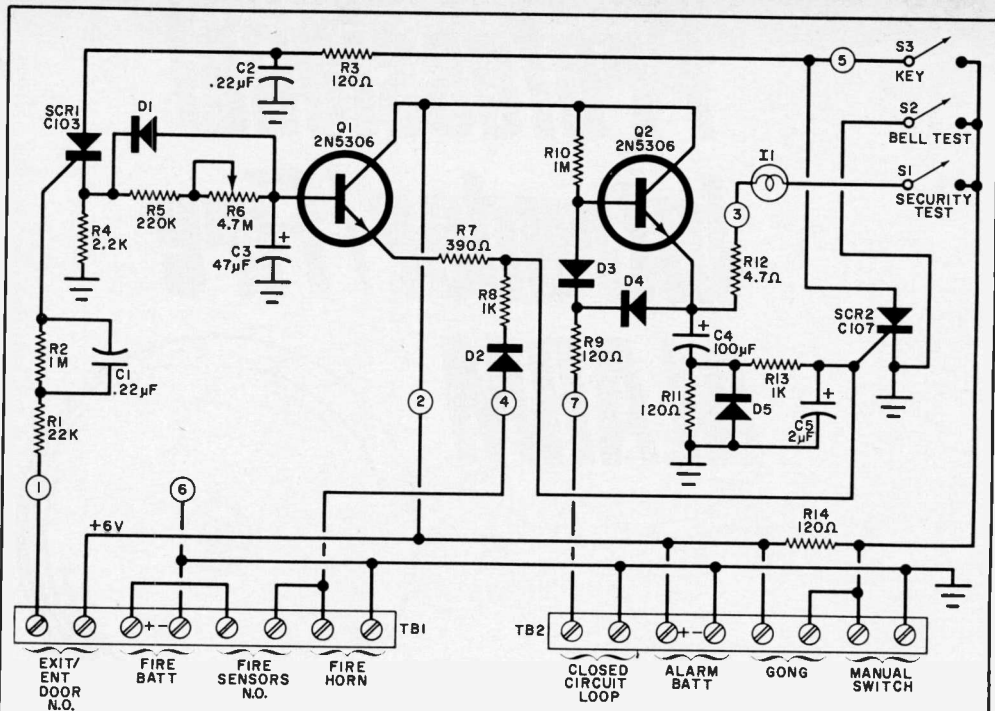 S3
KEY
5
C2
.22µF
R3
120Ω
S2
BELL TEST
SCR1
C103
D1
Q1
2N5306
Q2
2N5306
R10
1M
I1
S1
SECURITY
TEST
R5
220K
R6
4.7M
R4
2.2K
C3
47µF
+
R7
390Ω
3
R12
4.7Ω
D3
D4
R8
1K
SCR2
C107
R2
1M
C1
.22µF
D2
R9
120Ω
+
C4
100µF
R13
1K
R11
120Ω
D5
+
C5
2µF
R1
22K
2
4
7
1
6
+6V
R14
120Ω
+-
TB1
TB2
+-
EXIT/
ENT
DOOR
N.O.
FIRE
BATT
FIRE
SENSORS
N.O.
FIRE
HORN
CLOSED
CIRCUIT
LOOP
ALARM
BATT
GONG
MANUAL
SWITCH